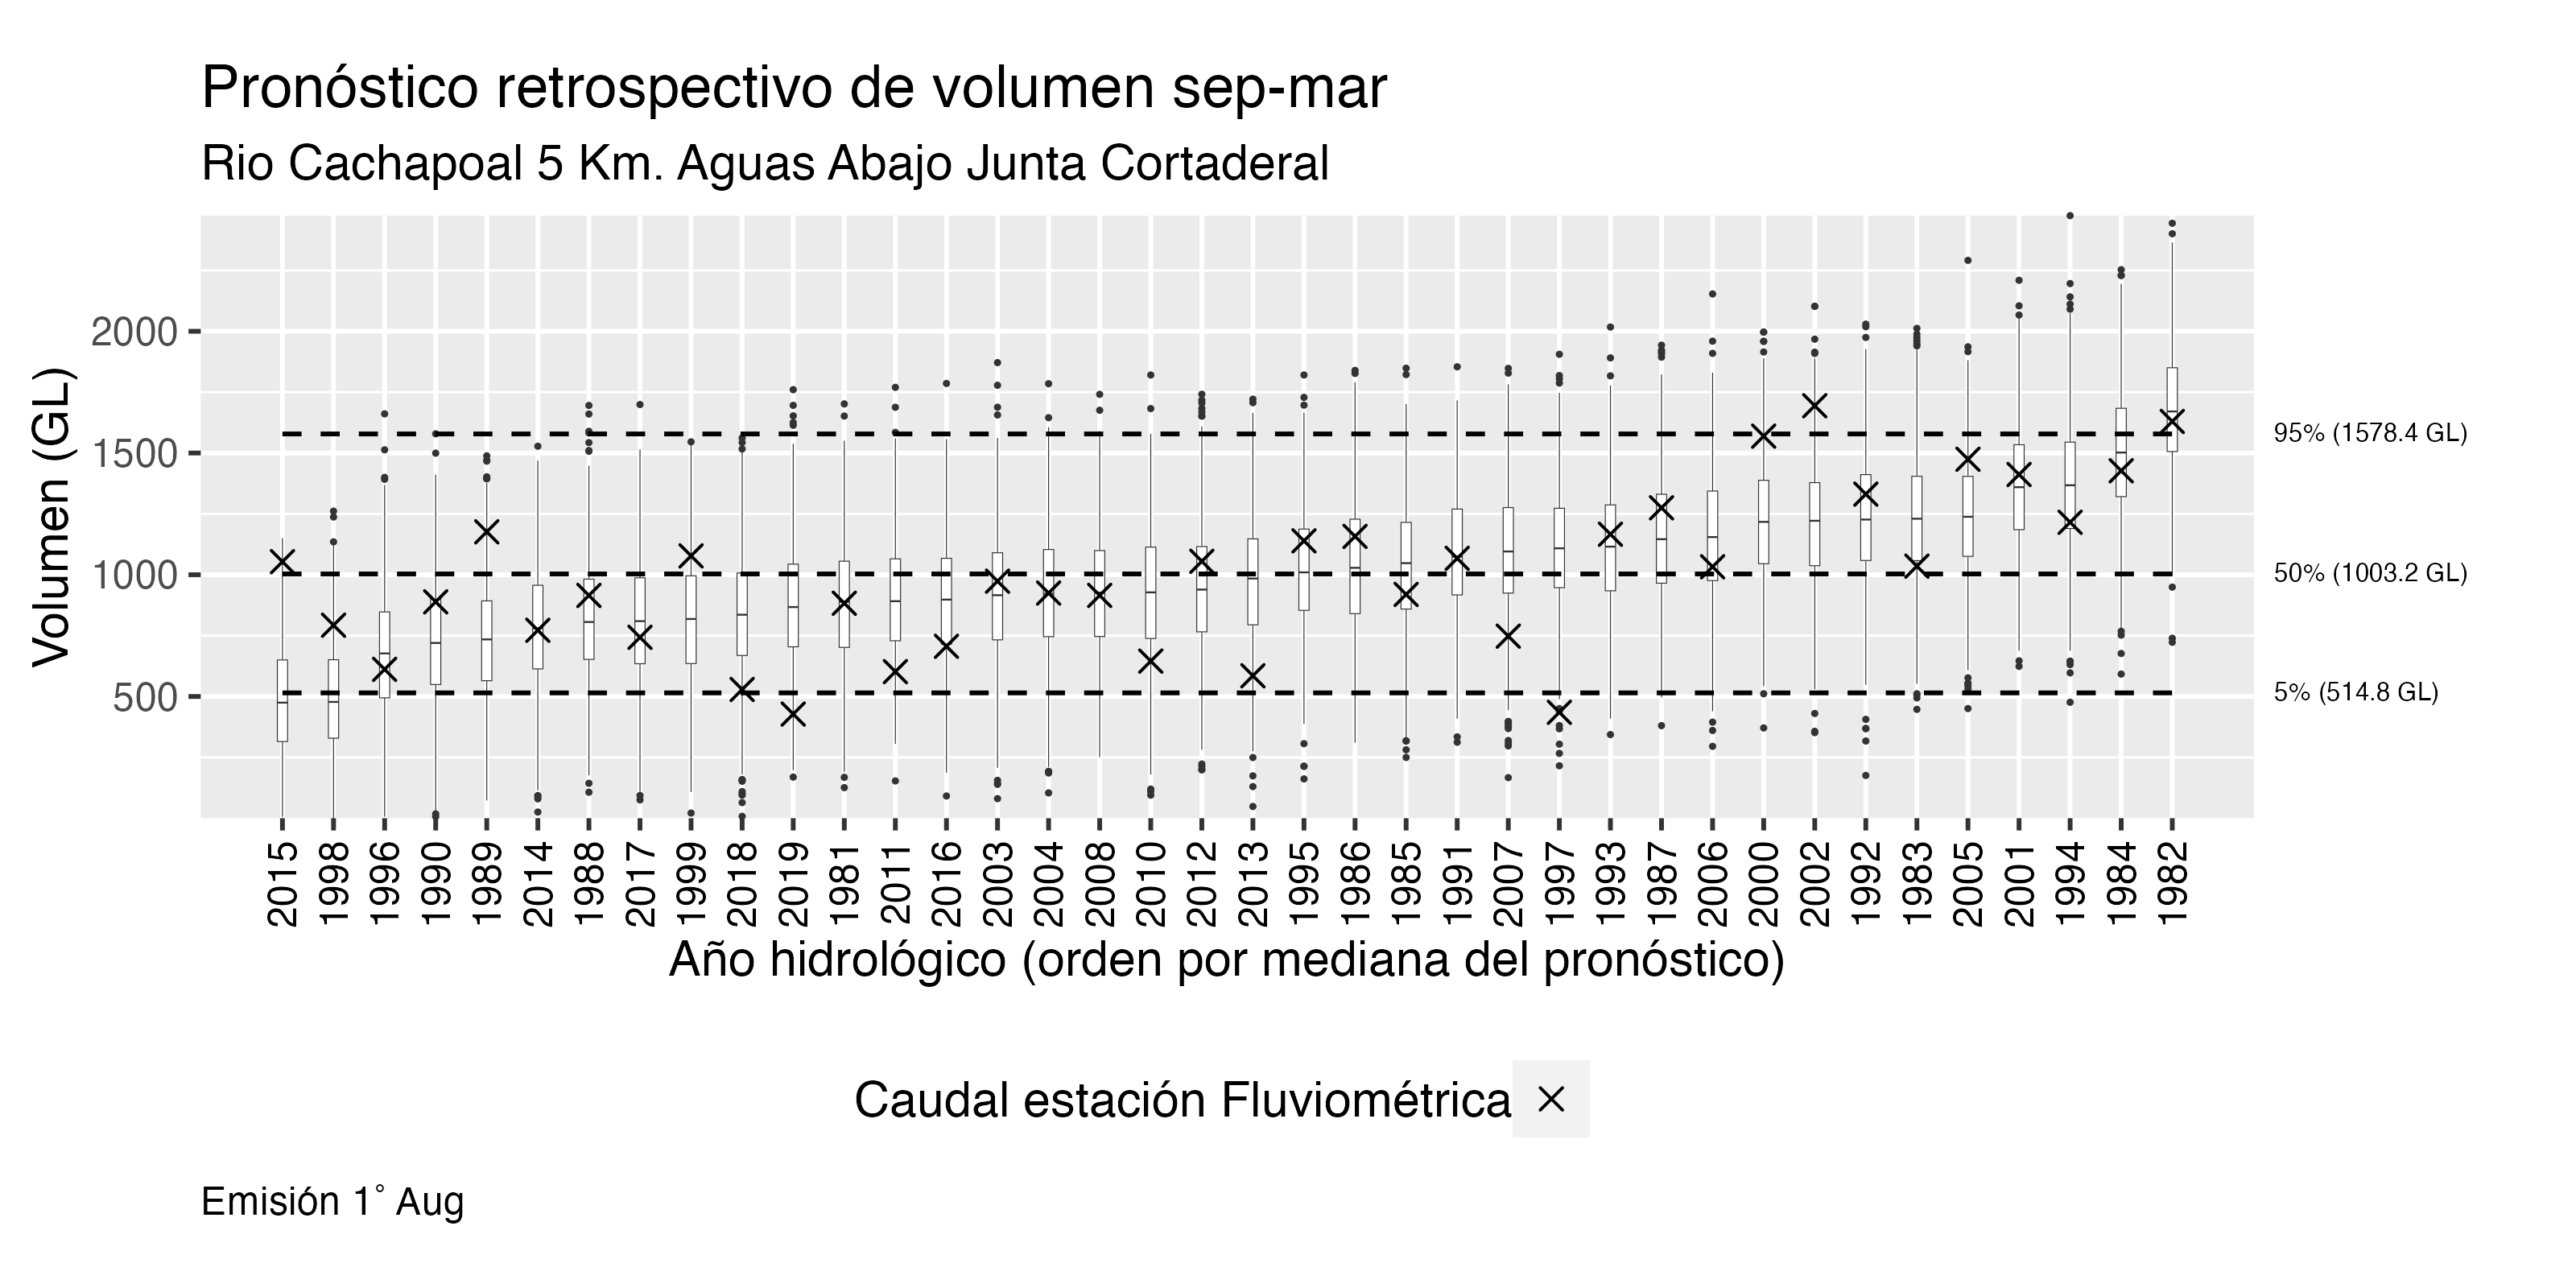 Pronóstico retrospectivo de volumen sep-mar
Rio Cachapoal 5 Km. Aguas Abajo Junta Cortaderal
Volumen (GL)
2000
1500
1000
500
95% (1578.4 GL)
50% (1003.2 GL)
5% (514.8 GL)
2015 1998 1996 1990 1989 2014 1988 2017 1999 2018 2019 1981 2011 2016 2003 2004 2008 2010 2012 2013 1995 1986 1985 1991 2007 1997 1993 1987 2006 2000 2002 1992 1983 2005 2001 1994 1984 1982
Año hidrológico (orden por mediana del pronóstico)
Caudal estación Fluviométrica
Emisión 1° Aug